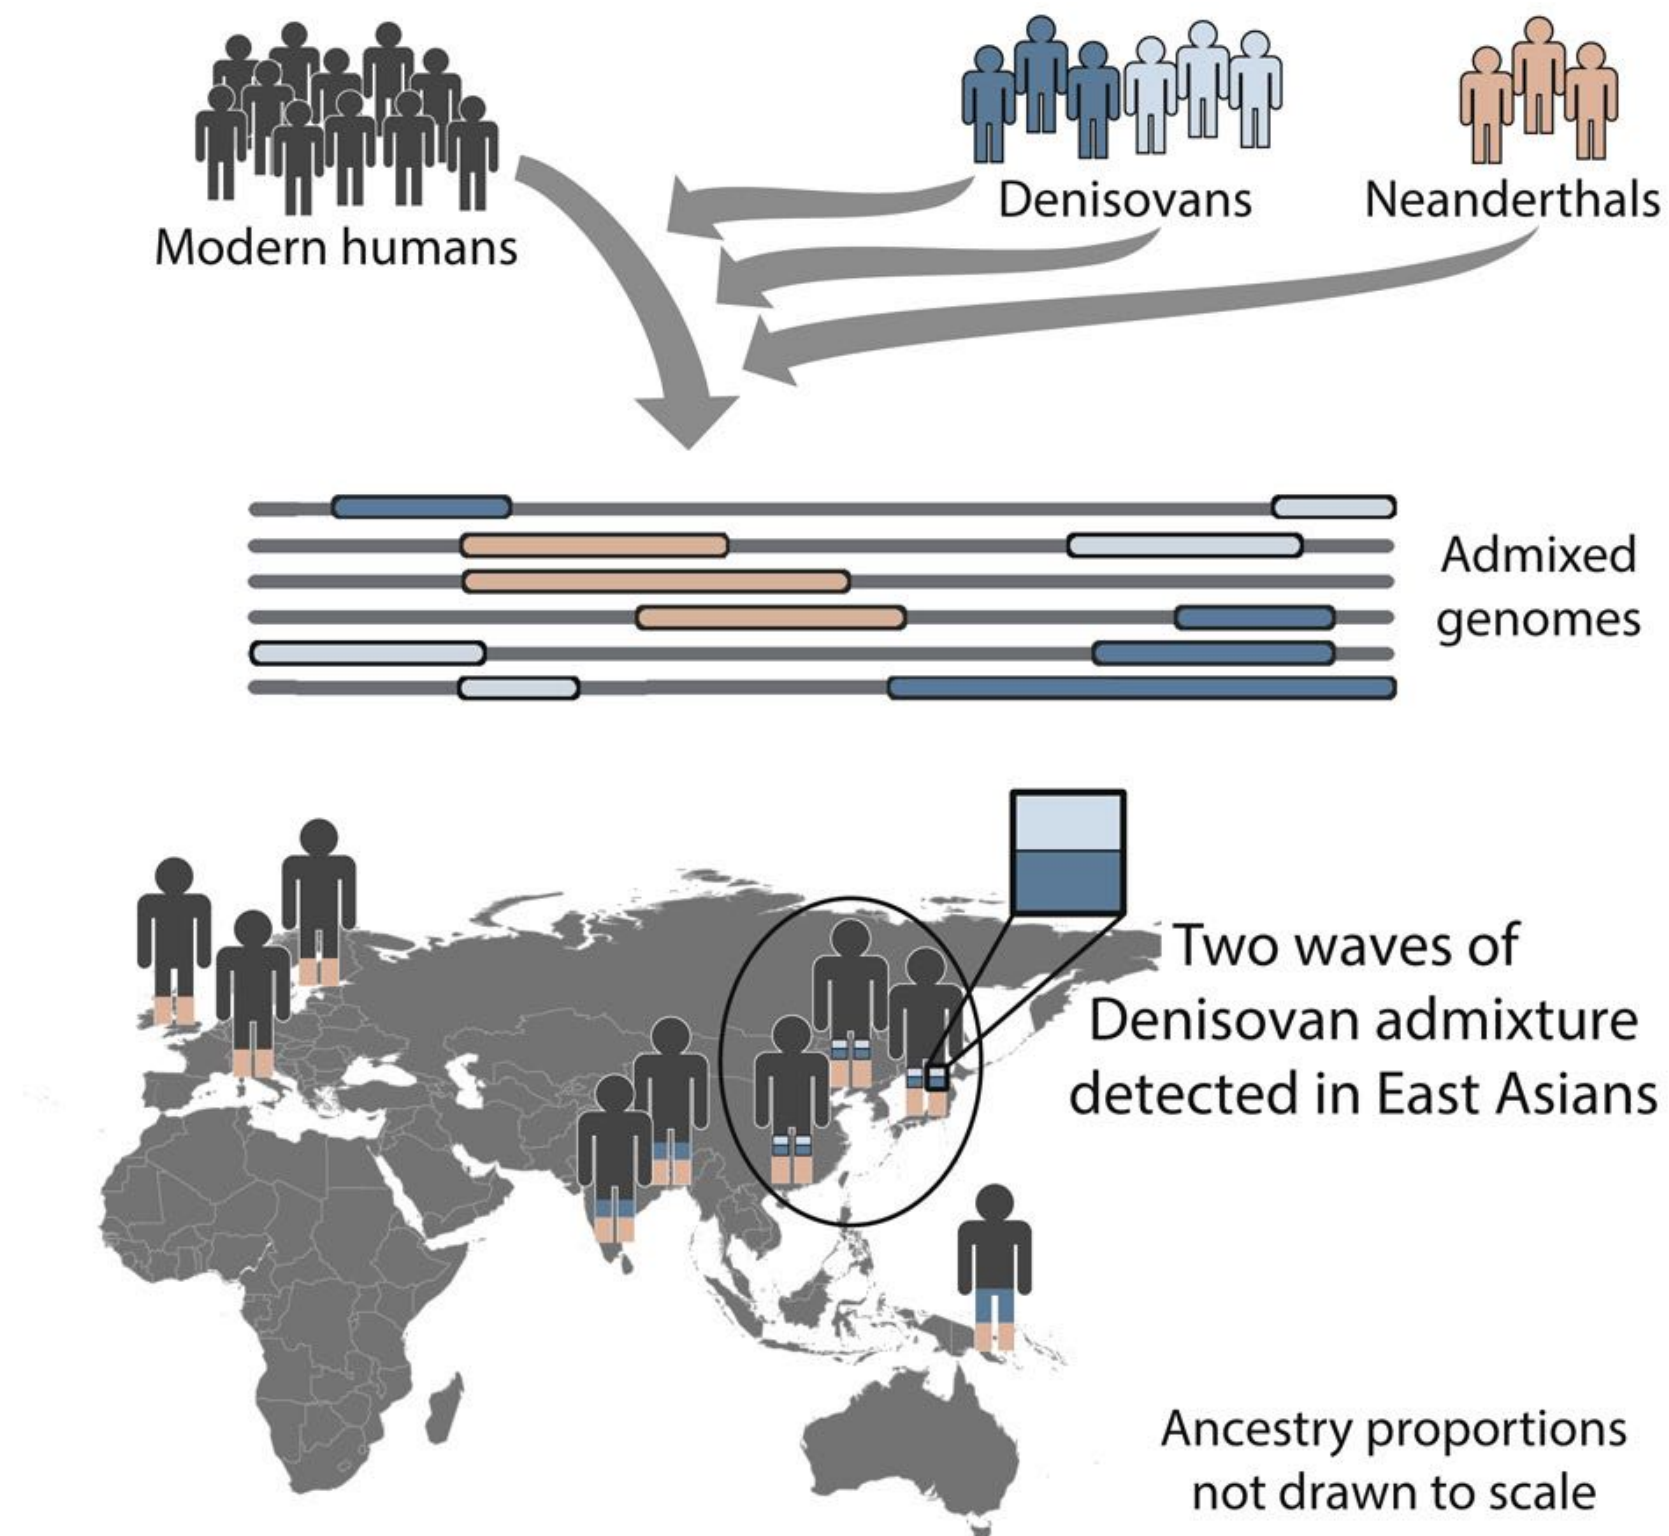 Modern humans
Denisovans
Neanderthals
Admixed
genomes
Two waves of
Denisovan admixture
detected in East Asians
Ancestry proportions
not drawn to scale